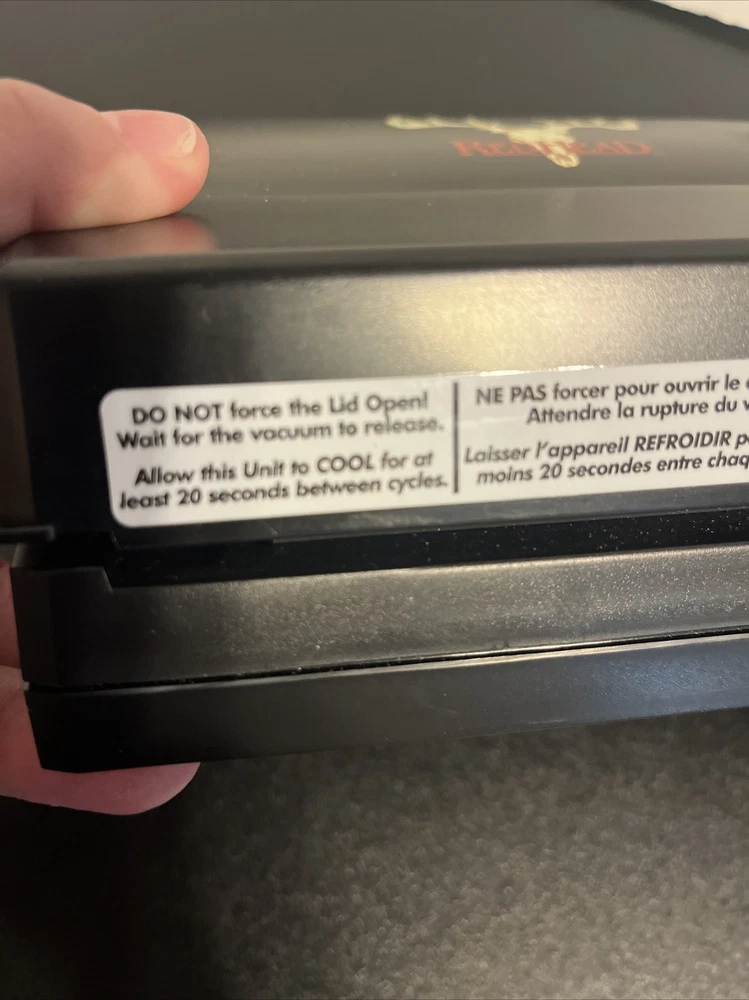 REDHEAD
DO NOT force the Lid Open!
Wait for the vacuum to release.
Allow this Unit to COOL for at
least 20 seconds between cycles.
NE PAS forcer pour ouvrir le
Attendre la rupture du
Laisser l'appareil REFROIDIR
moins 20 secondes entre